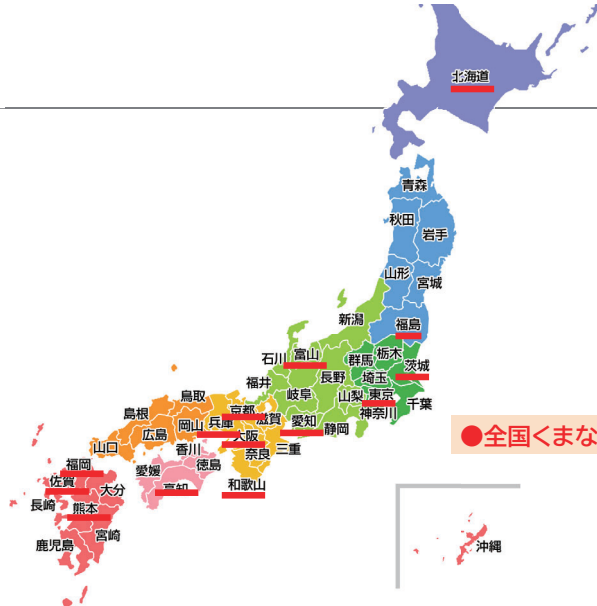 北海道
青森
秋田
岩手
山形
宮城
新潟
福島
石川
富山
群馬
栃木
福井
長野
埼玉
茨城
岐阜
山梨
東京
千葉
神奈川
鳥取
島根
岡山
兵庫
京都
滋賀
愛知
静岡
広島
大阪
三重
山口
香川
奈良
福岡
愛媛
徳島
佐賀
大分
高知
和歌山
長崎
熊本
宮崎
鹿児島
沖縄
●全国くまな